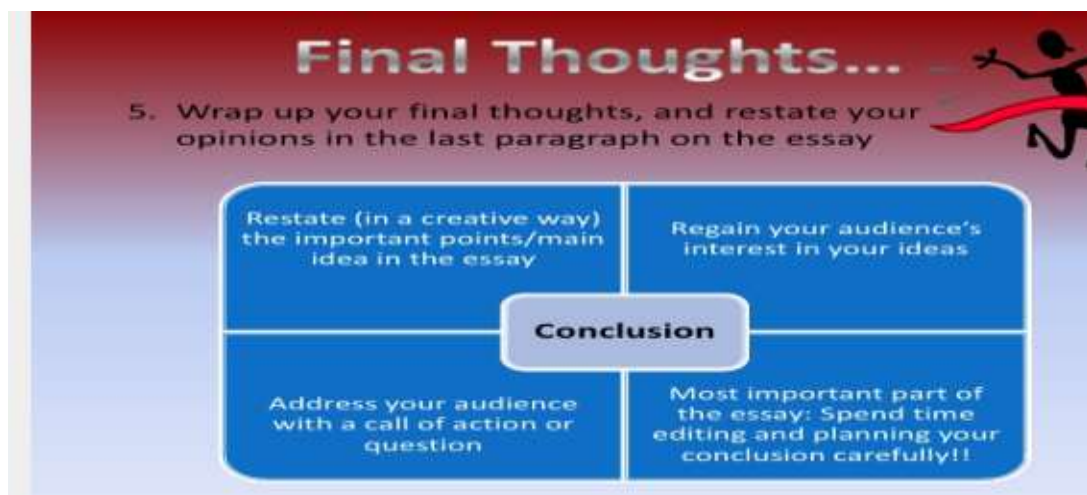 Final Thoughts...
5. Wrap up your final thoughts, and restate your
opinions in the last paragraph on the essay
Restate (in a creative way)
the important points/main
idea in the essay
Regain your audience's
interest in your ideas
Conclusion
Address your audience
with a call of action or
question
Most important part of
the essay: Spend time
editing and planning your
conclusion carefully!!